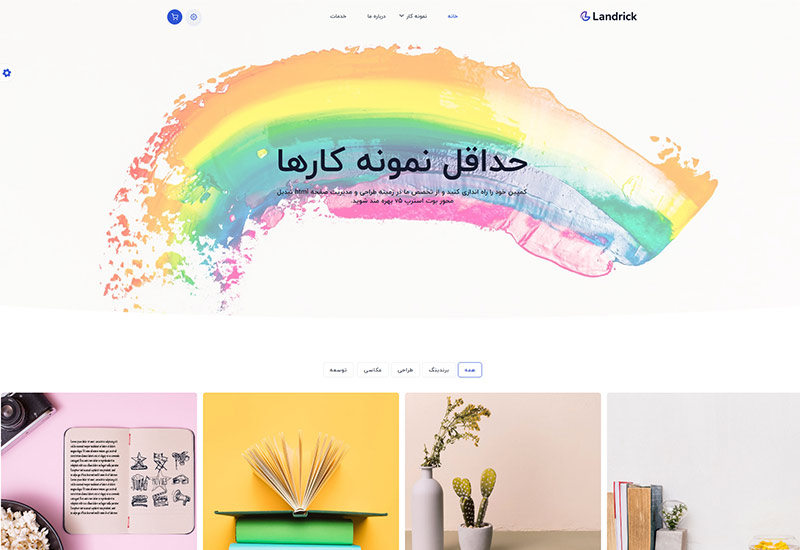 Landrick
خانه
نمونه کار
درباره ما
خدمات
حداقل نمونه کارها
کمپین خود را راه اندازی کنید و از تخصص ما در زمینه طراحی و مدیریت صفحه html تبدیل
محور بوت استرپ v5 بهره مند شوید.
همه
برندینگ
طراحی
عکاسی
توسعه